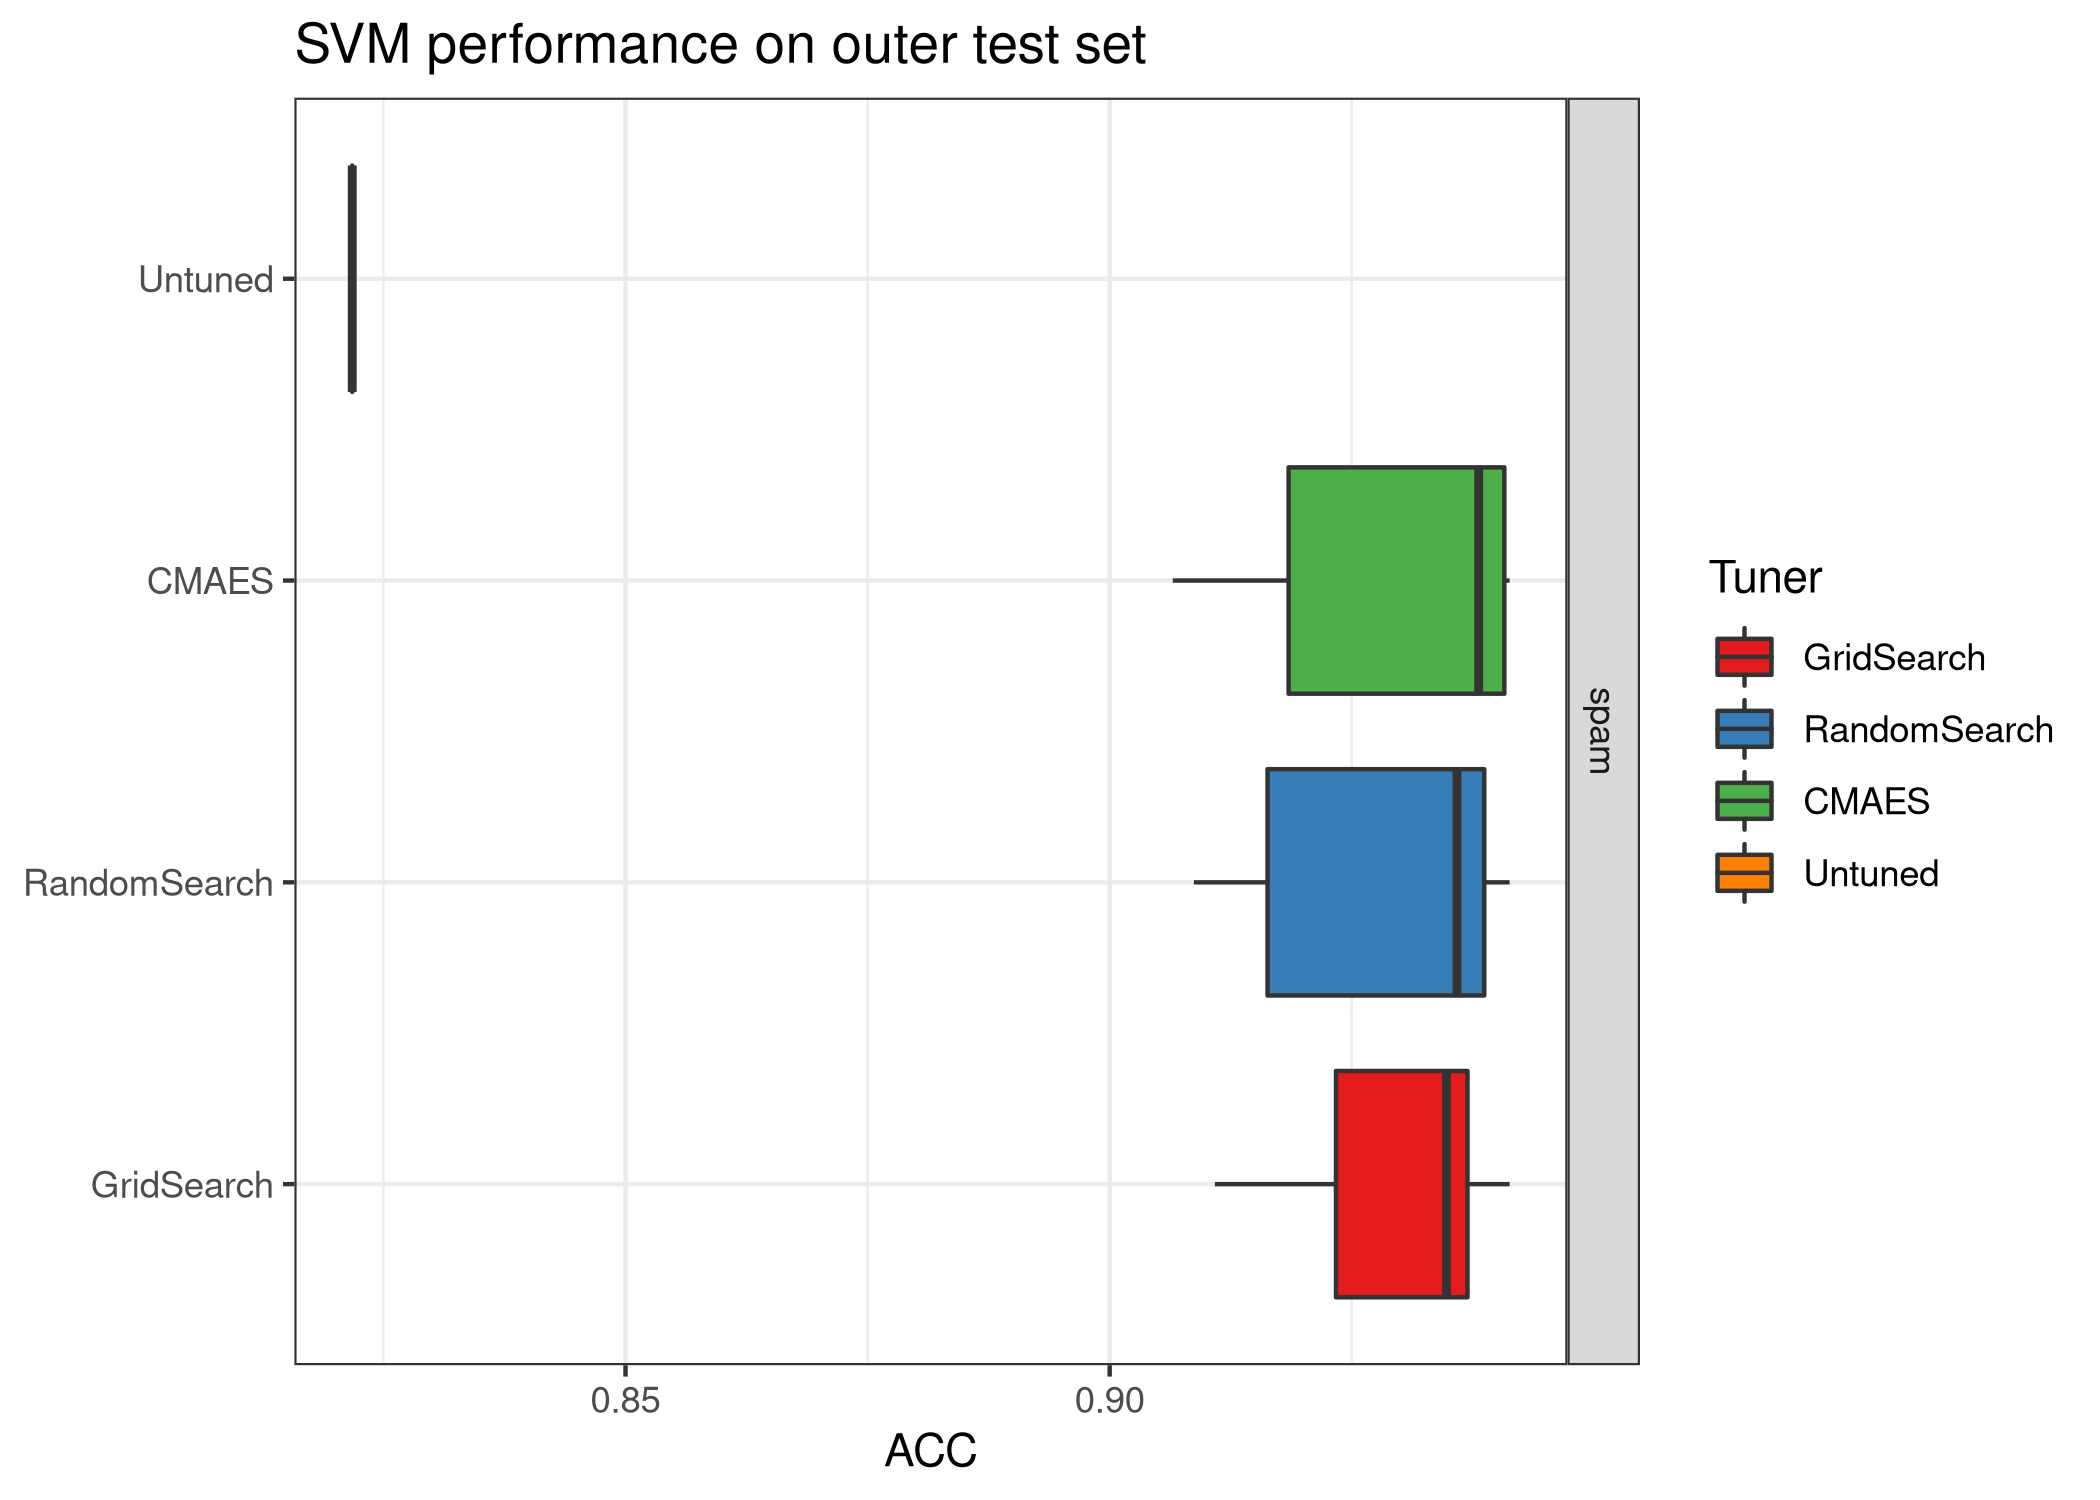 SVM performance on outer test set
Untuned
CMAES
RandomSearch
GridSearch
0.85
0.90
ACC
spam
Tuner
GridSearch
RandomSearch
CMAES
Untuned